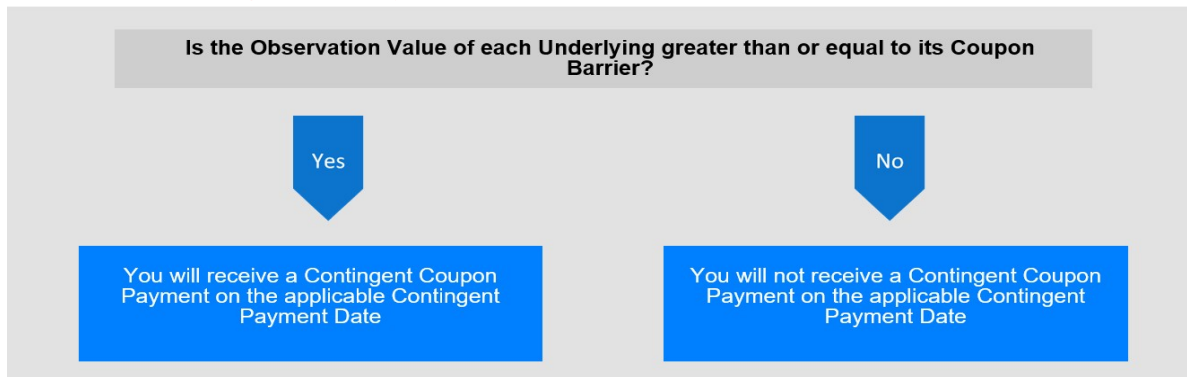 Is the Observation Value of each Underlying greater than or equal to its Coupon
Barrier?
Yes
No
You will receive a Contingent Coupon
Payment on the applicable Contingent
Payment Date
You will not receive a Contingent Coupon
Payment on the applicable Contingent
Payment Date